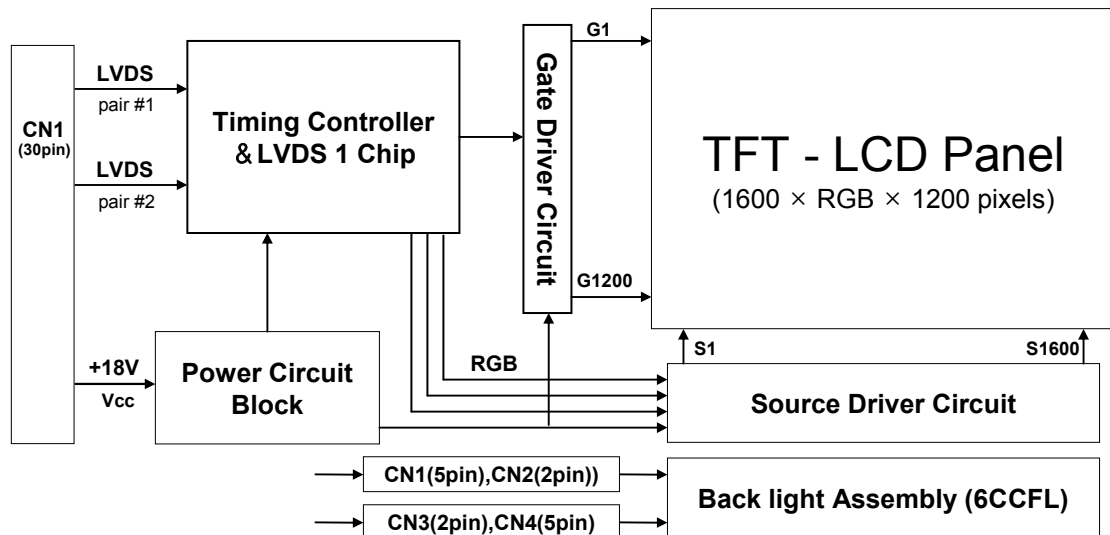 CN1
(30pin)
LVDS
pair #1
LVDS
pair #2
+18V
Vcc
Timing Controller
& LVDS 1 Chip
Power Circuit
Block
RGB
Gate Driver Circuit
G1
G1200
TFT - LCD Panel
(1600 × RGB × 1200 pixels)
S1
S1600
Source Driver Circuit
CN1(5pin),CN2(2pin))
CN3(2pin),CN4(5pin)
Back light Assembly (6CCFL)